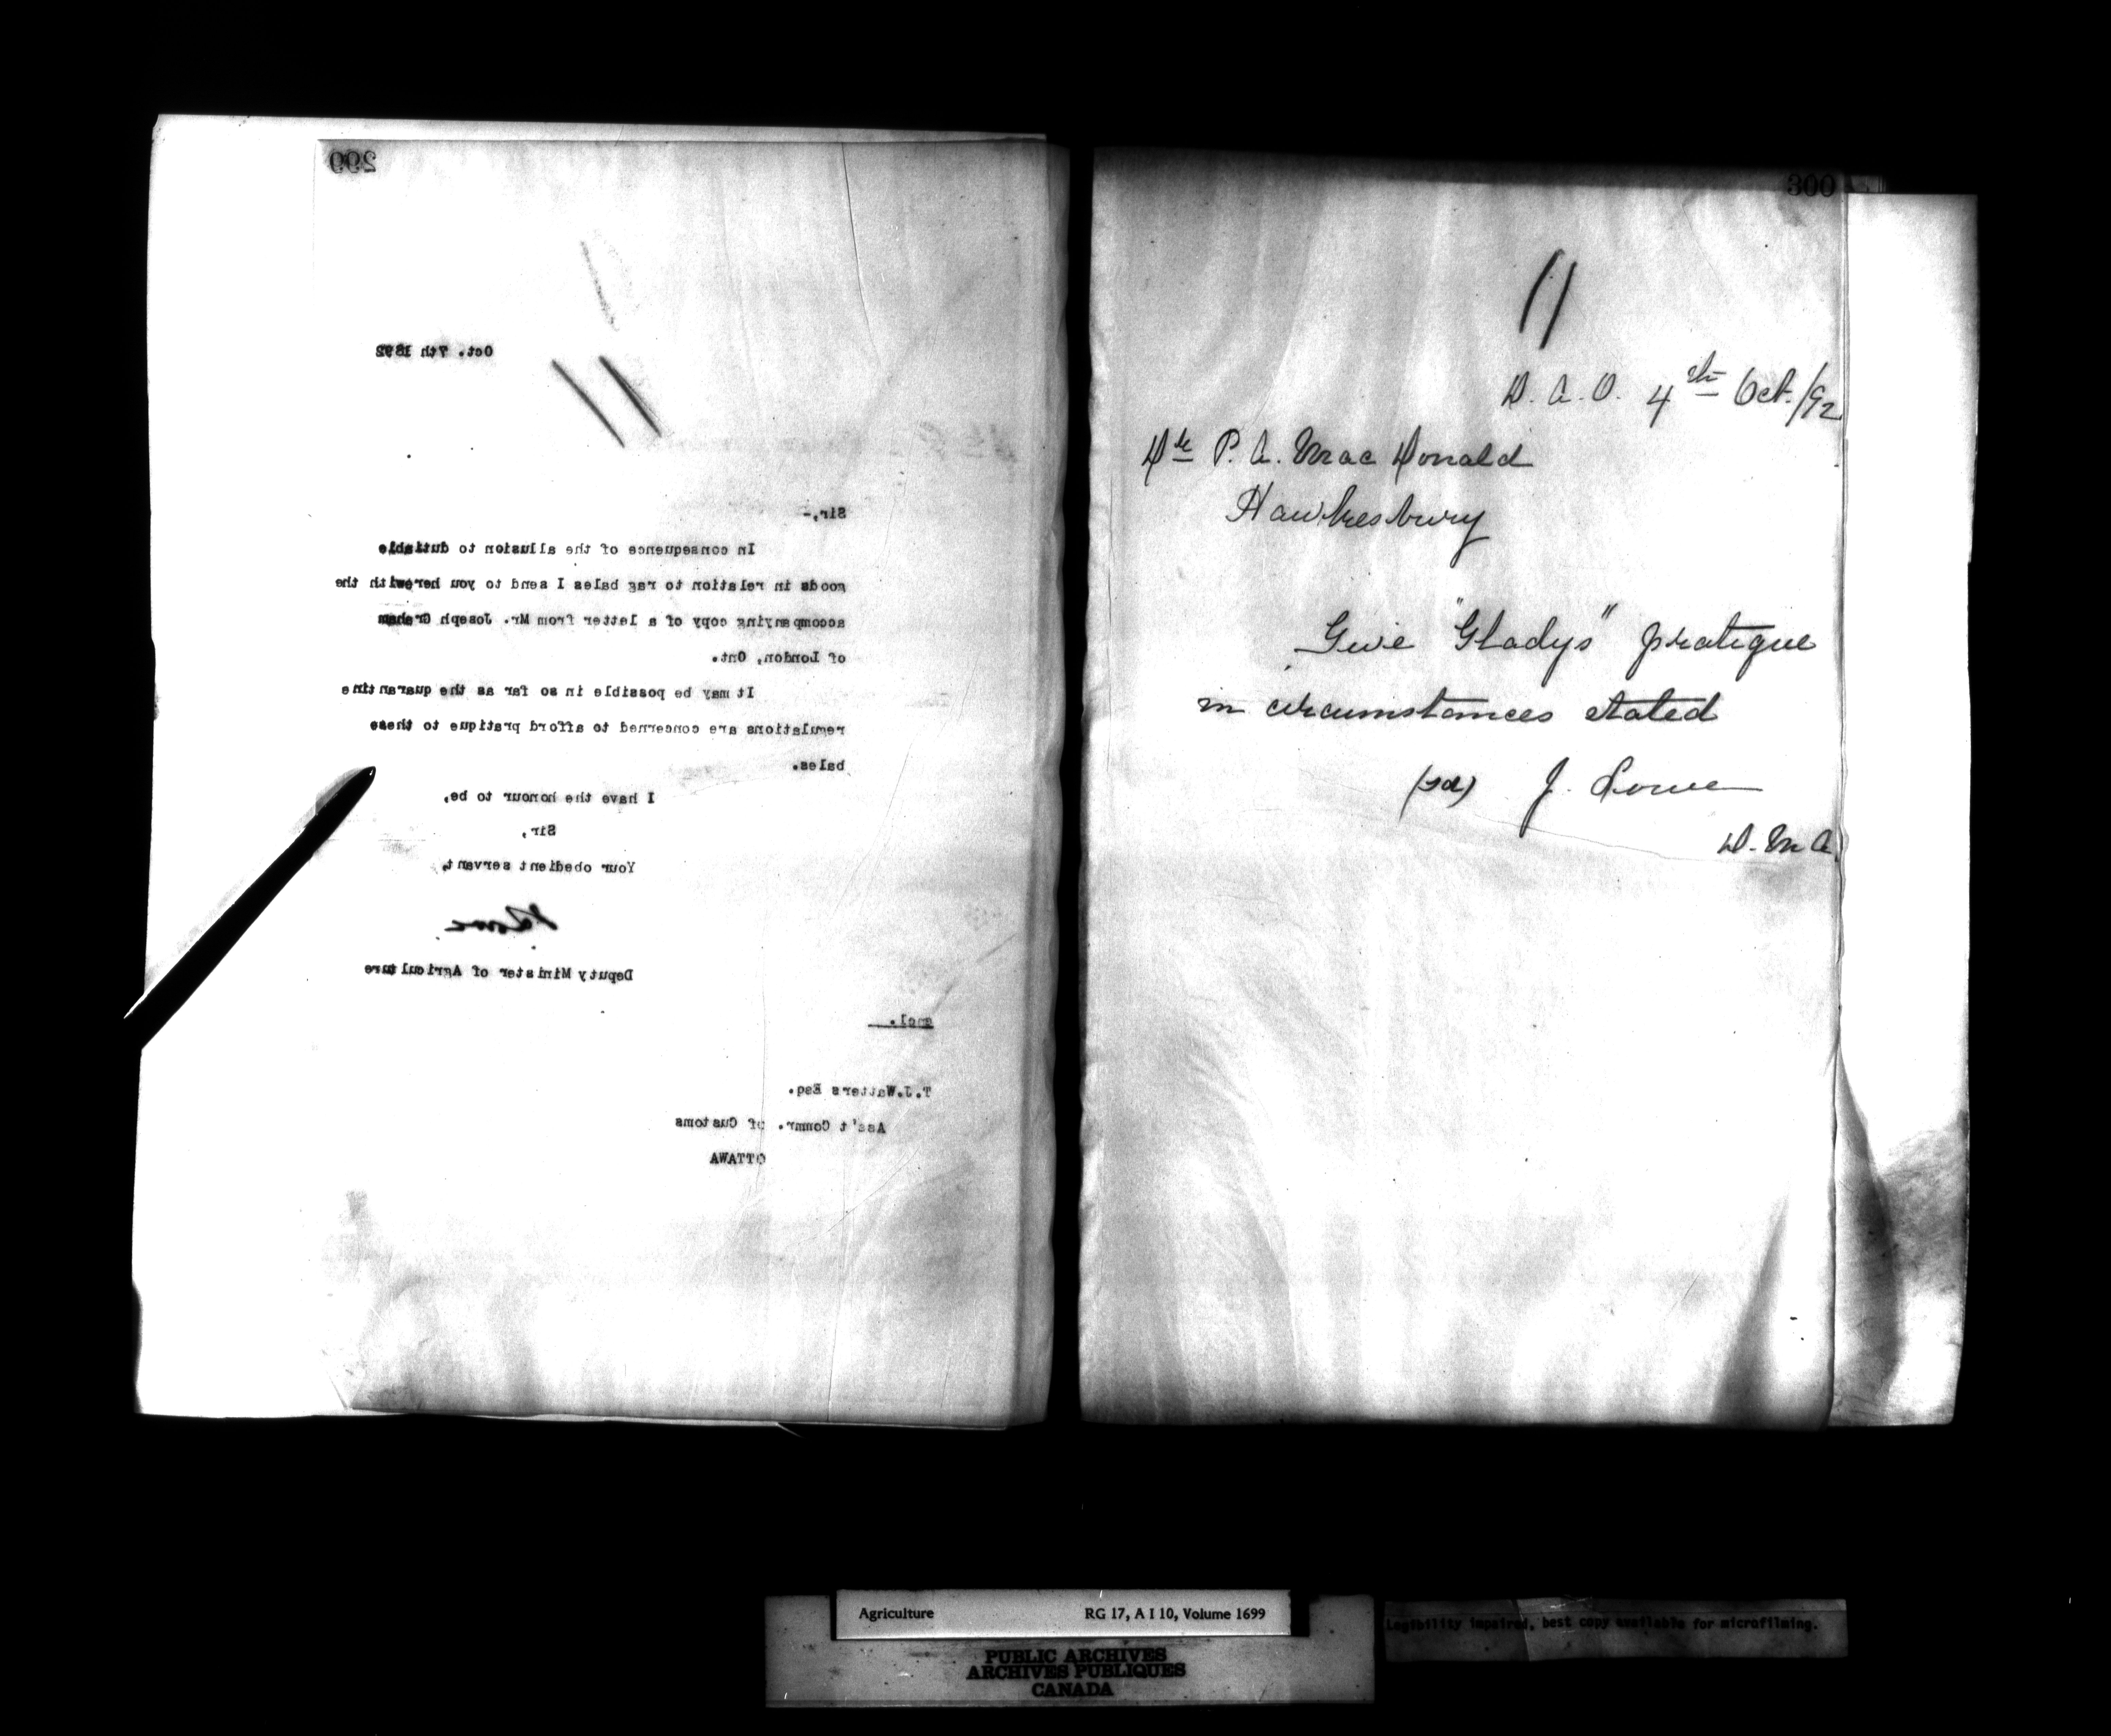 299
Oct. 7th 1892
Sir,-
In consequence of the allusion to dutiable
goods in relation to rag bales I send to you herewith the
accompanying copy of a letter from Mr. Joseph Graham
of London, Ont.
It may be possible in so far as the quarantine
regulations are concerned to afford pratique to these
bales.
I have the honour to be,
Sir,
Your obedient servant,
J Lowe
Deputy Minister of Agriculture
encl.
T.J.Watters Esq.
Ass't Commr. of Customs
OTTAWA
300
D. A. O. 4th Oct./92
P. A. MacDonald
Hawkesbury
Give "Gladys" pratique
in circumstances stated
(sd) J. Lowe
D. M A.
Agriculture RG 17, A I 10, Volume 1699
PUBLIC ARCHIVES
ARCHIVES PUBLIQUES
CANADA
Legibility impaired, best copy available for microfilming.